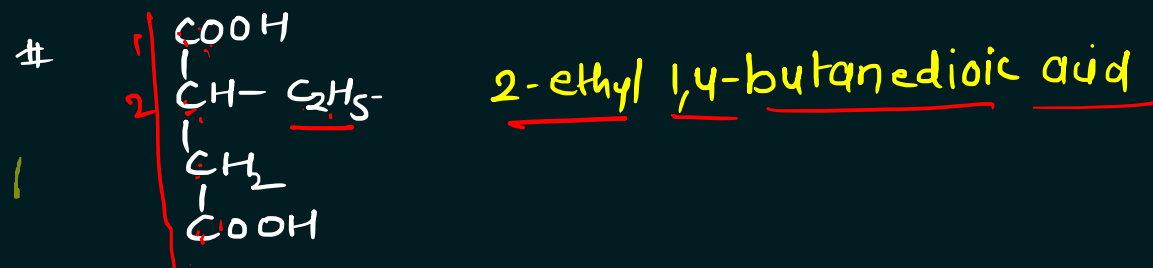 # 1 COOH
|
2 CH- C2H5-
2-ethyl 1,4-butanedioic acid
|
CH2
|
COOH